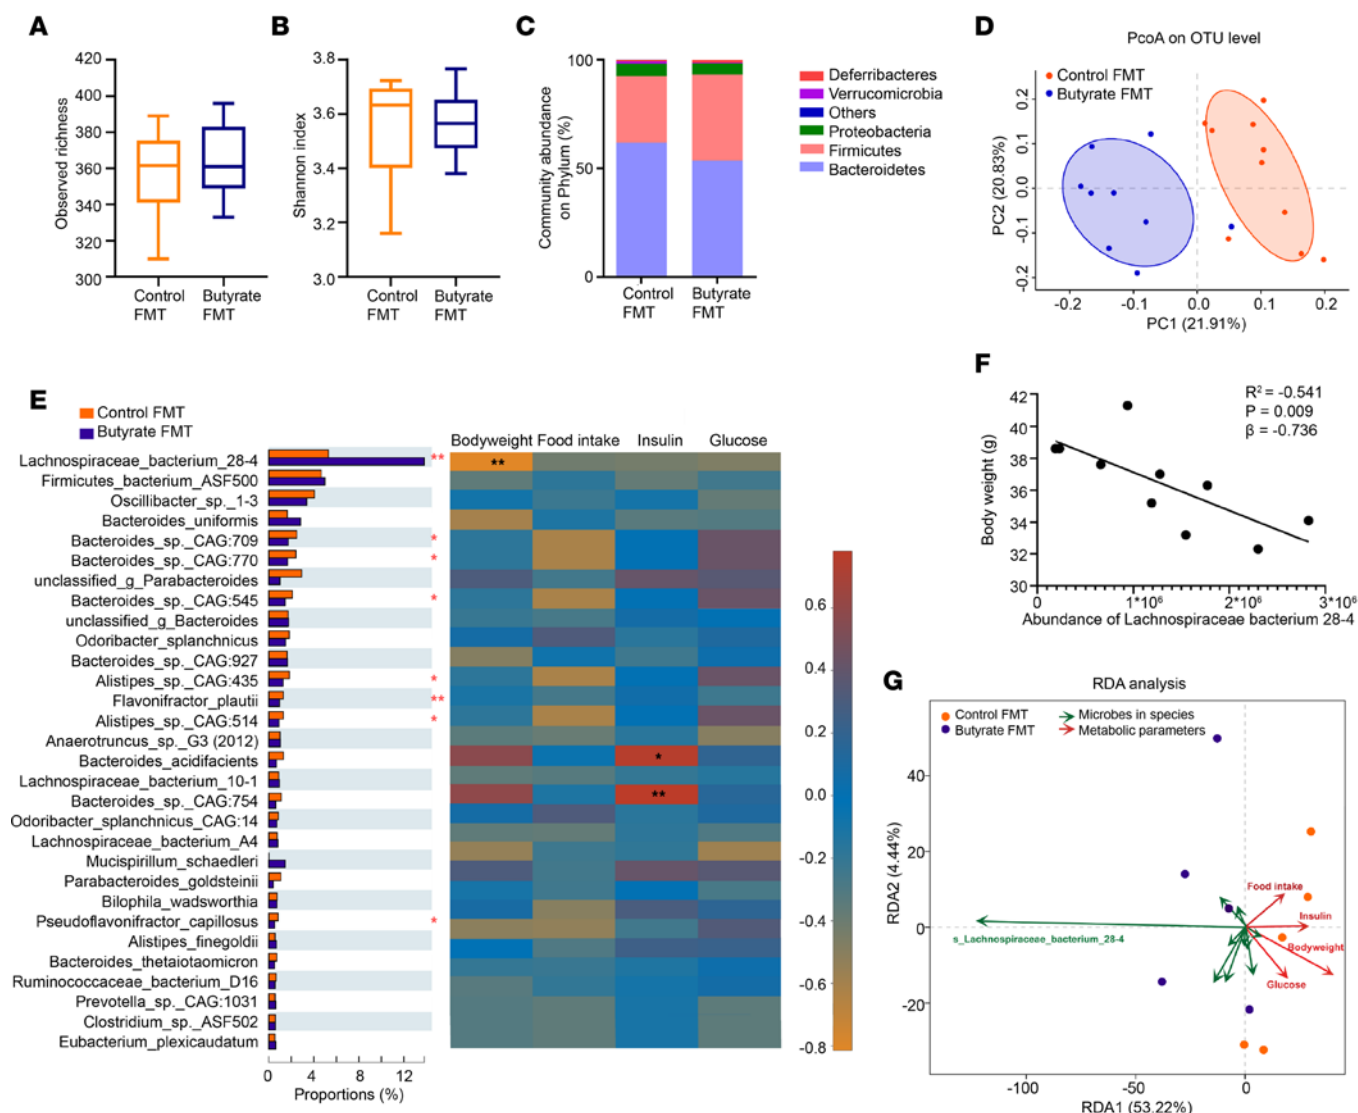 A
Observed richness
420
400
380
360
340
320
300
Control
FMT
Butyrate
FMT
B
Shannon index
3.8
3.6
3.4
3.2
3.0
Control
FMT
Butyrate
FMT
C
Community abundance
on Phylum (%)
100
50
0
Control
FMT
Butyrate
FMT
Deferribacteres
Verrucomicrobia
Others
Proteobacteria
Firmicutes
Bacteroidetes
D
PcoA on OTU level
Control FMT
Butyrate FMT
PC2 (20.83%)
0.2
0.1
0.0
-0.1
-0.2
-0.2
-0.1
0.0
0.1
0.2
PC1 (21.91%)
E
Control FMT
Butyrate FMT
Bodyweight
Food intake
Insulin
Glucose
Lachnospiraceae_bacterium_28-4 ** **
Firmicutes_bacterium_ASF500
Oscillibacter_sp._1-3
Bacteroides_uniformis
Bacteroides_sp._CAG:709 *
Bacteroides_sp._CAG:770 *
unclassified_g_Parabacteroides
Bacteroides_sp._CAG:545 *
unclassified_g_Bacteroides
Odoribacter_splanchnicus
Bacteroides_sp._CAG:927
Alistipes_sp._CAG:435 *
Flavonifractor_plautii **
Alistipes_sp._CAG:514 *
Anaerotruncus_sp._G3 (2012)
Bacteroides_acidifacients *
Lachnospiraceae_bacterium_10-1
Bacteroides_sp._CAG:754 **
Odoribacter_splanchnicus_CAG:14
Lachnospiraceae_bacterium_A4
Mucispirillum_schaedleri
Parabacteroides_goldsteinii
Bilophila_wadsworthia
Pseudoflavonifractor_capillosus *
Alistipes_finegoldii
Bacteroides_thetaiotaomicron
Ruminococcaceae_bacterium_D16
Prevotella_sp._CAG:1031
Clostridium_sp._ASF502
Eubacterium_plexicaudatum
0 4 8 12
Proportions (%)
0.6
0.4
0.2
0.0
-0.2
-0.4
-0.6
-0.8
F
R² = -0.541
P = 0.009
β = -0.736
Body weight (g)
42
40
38
36
34
32
30
0
1*10⁶
2*10⁶
3*10⁶
Abundance of Lachnospiraceae bacterium 28-4
G
RDA analysis
Control FMT
Butyrate FMT
Microbes in species
Metabolic parameters
RDA2 (4.44%)
40
20
0
-20
Food intake
Insulin
Bodyweight
Glucose
s_Lachnospiraceae_bacterium_28-4
-100
-50
0
RDA1 (53.22%)